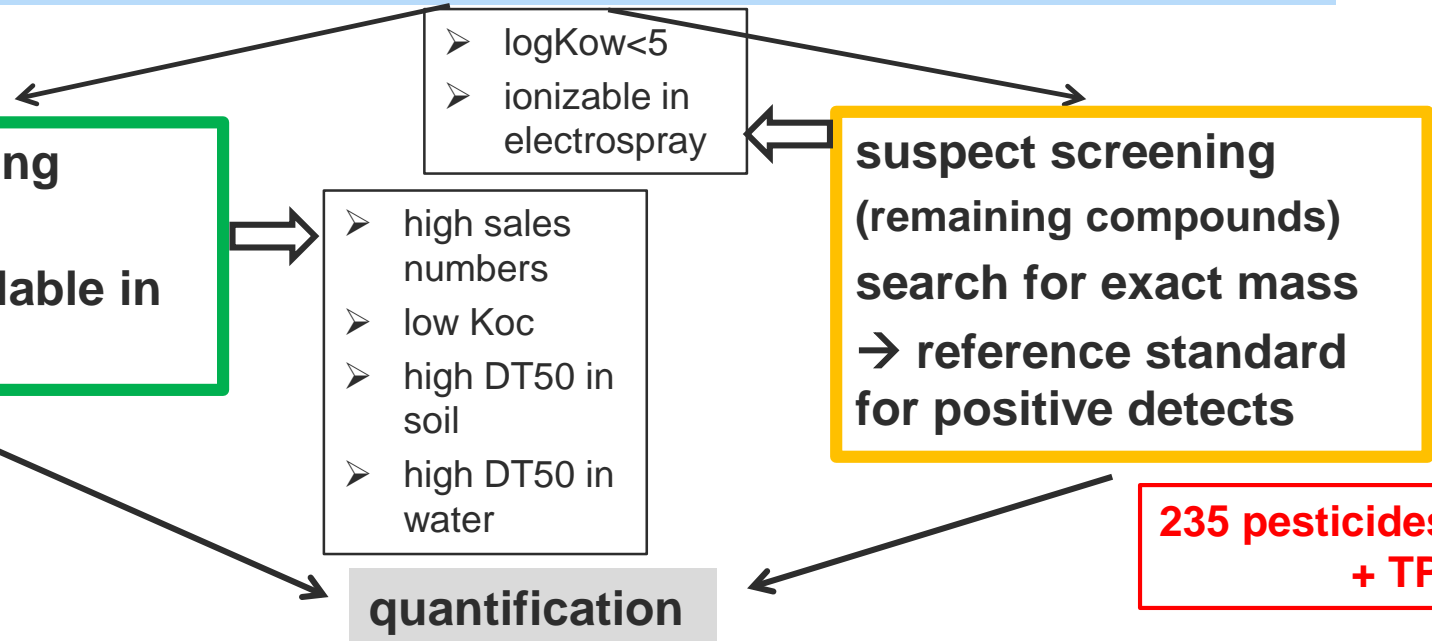 ➢ logKow<5
➢ ionizable in
electrospray
ng
lable in
➢ high sales
numbers
➢ low Koc
➢ high DT50 in
soil
➢ high DT50 in
water
suspect screening
(remaining compounds)
search for exact mass
→ reference standard
for positive detects
235 pesticides
+ TP
quantification